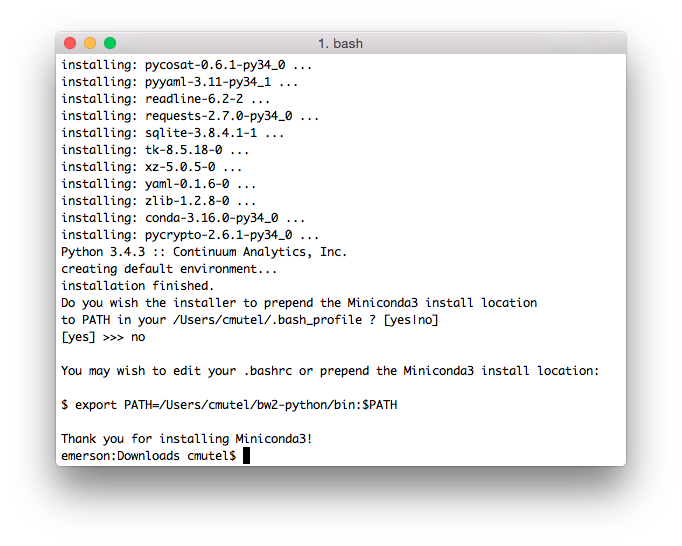 1. bash
installing: pycosat-0.6.1-py34_0 ...
installing: pyyaml-3.11-py34_1 ...
installing: readline-6.2-2 ...
installing: requests-2.7.0-py34_0 ...
installing: sqlite-3.8.4.1-1 ...
installing: tk-8.5.18-0 ...
installing: xz-5.0.5-0 ...
installing: yaml-0.1.6-0 ...
installing: zlib-1.2.8-0 ...
installing: conda-3.16.0-py34_0 ...
installing: pycrypto-2.6.1-py34_0 ...
Python 3.4.3 :: Continuum Analytics, Inc.
creating default environment...
installation finished.
Do you wish the installer to prepend the Miniconda3 install location
to PATH in your /Users/cmutel/.bash_profile ? [yes|no]
[yes] >>> no
You may wish to edit your .bashrc or prepend the Miniconda3 install location:
$ export PATH=/Users/cmutel/bw2-python/bin:$PATH
Thank you for installing Miniconda3!
emerson:Downloads cmutel$